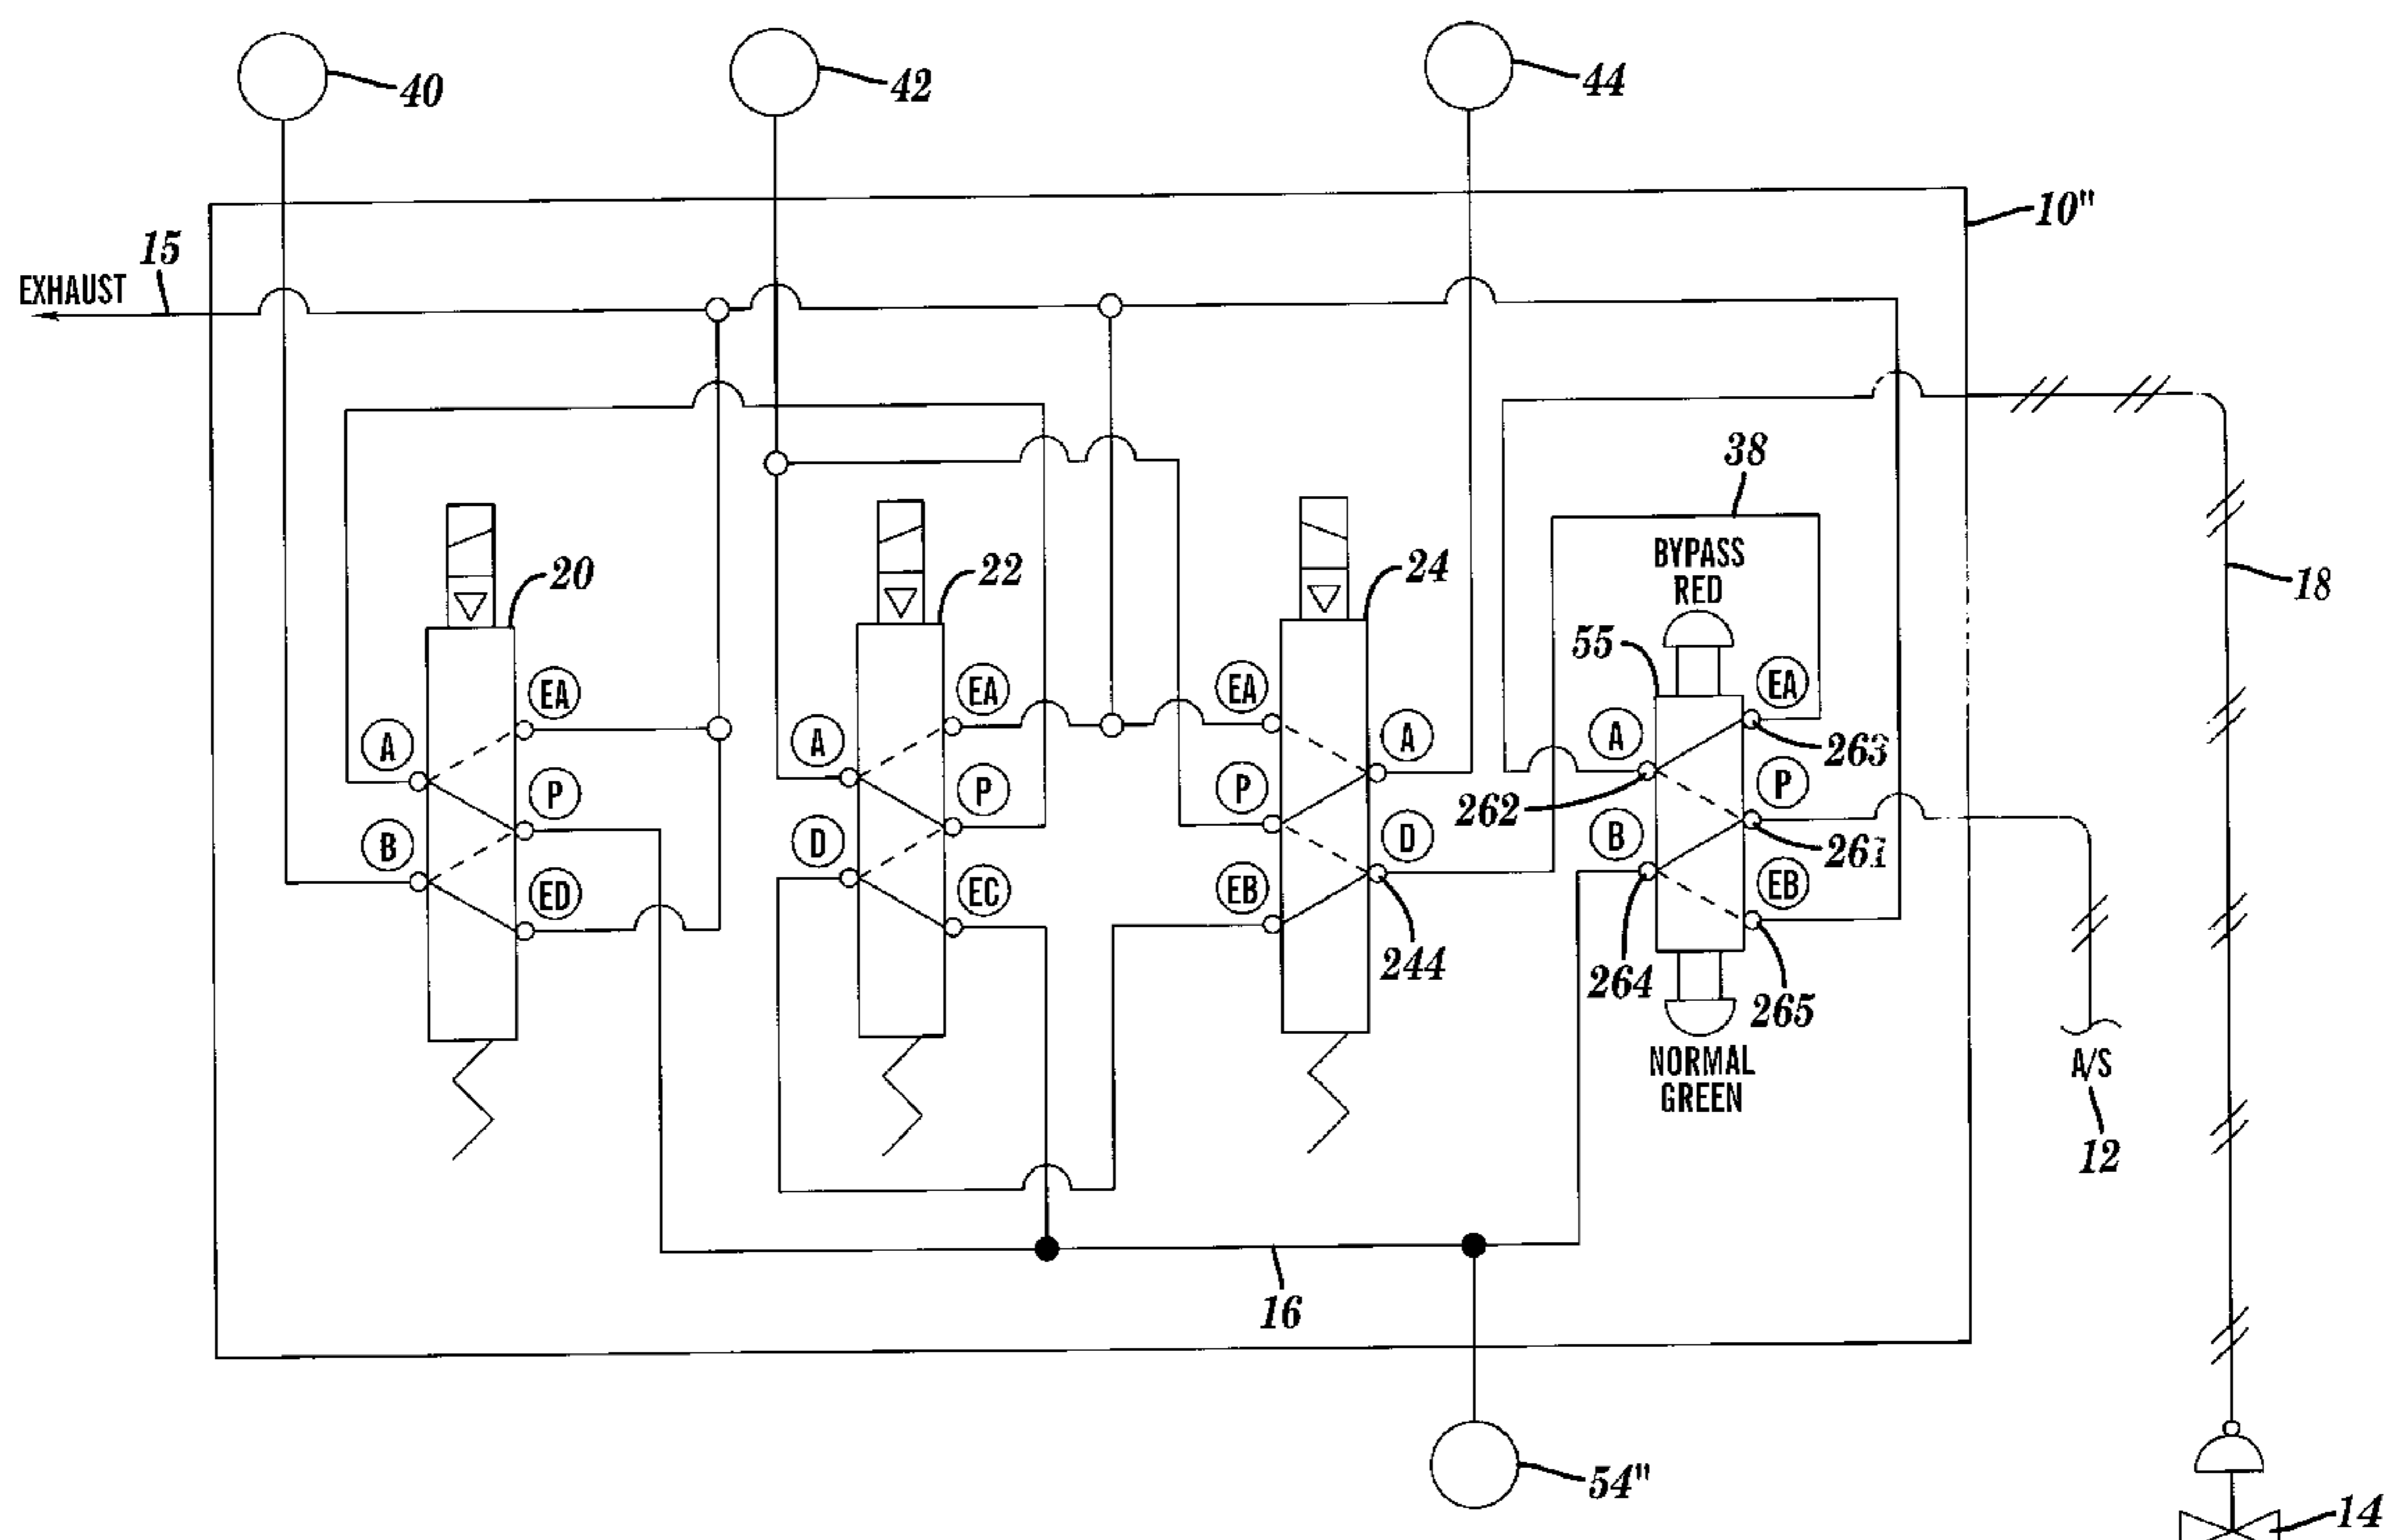 40
42
44
10"
15
EXHAUST
38
BYPASS
RED
18
20
22
24
55
EA
EA
EA
EA
A
A
A
A
263
P
P
P
P
262
261
B
D
D
B
ED
EC
EB
EB
244
264
265
NORMAL
GREEN
A/S
12
16
54"
14